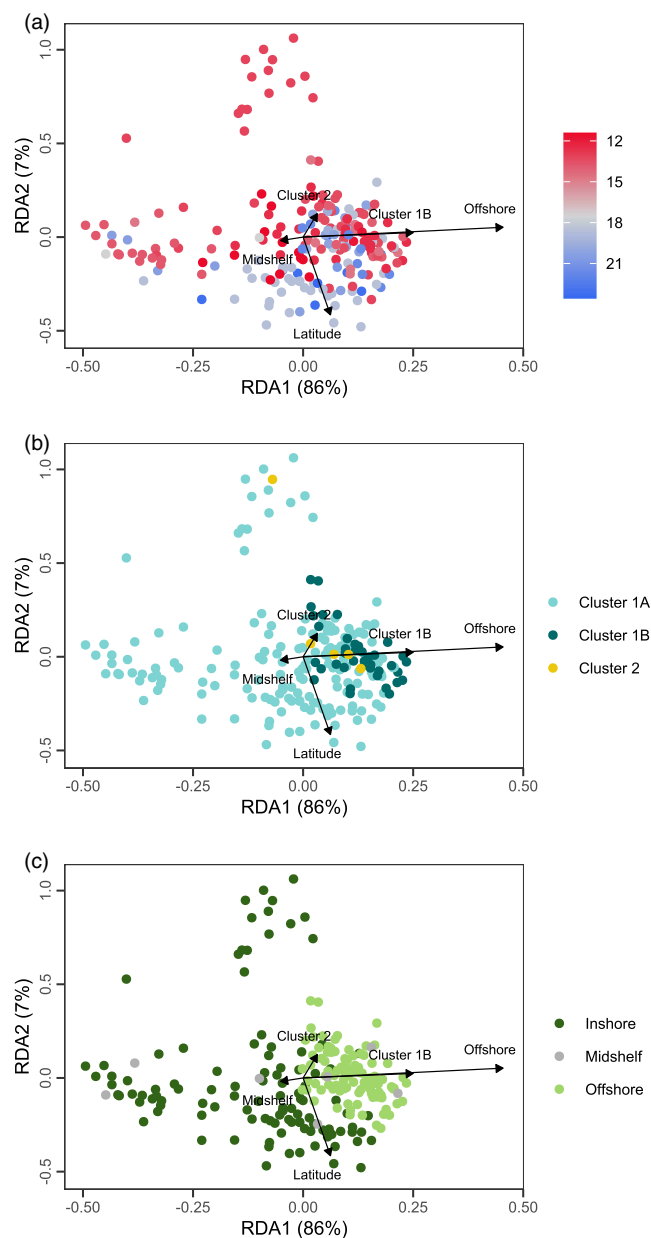 (a)
1.0
0.5
0.0
-0.5
RDA2 (7%)
Cluster 2
Cluster 1B
Offshore
Midshelf
Latitude
-0.50
-0.25
0.00
0.25
0.50
RDA1 (86%)
12
15
18
21
(b)
1.0
0.5
0.0
-0.5
RDA2 (7%)
Cluster 2
Cluster 1B
Offshore
Midshelf
Latitude
-0.50
-0.25
0.00
0.25
0.50
RDA1 (86%)
Cluster 1A
Cluster 1B
Cluster 2
(c)
1.0
0.5
0.0
-0.5
RDA2 (7%)
Cluster 2
Cluster 1B
Offshore
Midshelf
Latitude
-0.50
-0.25
0.00
0.25
0.50
RDA1 (86%)
Inshore
Midshelf
Offshore